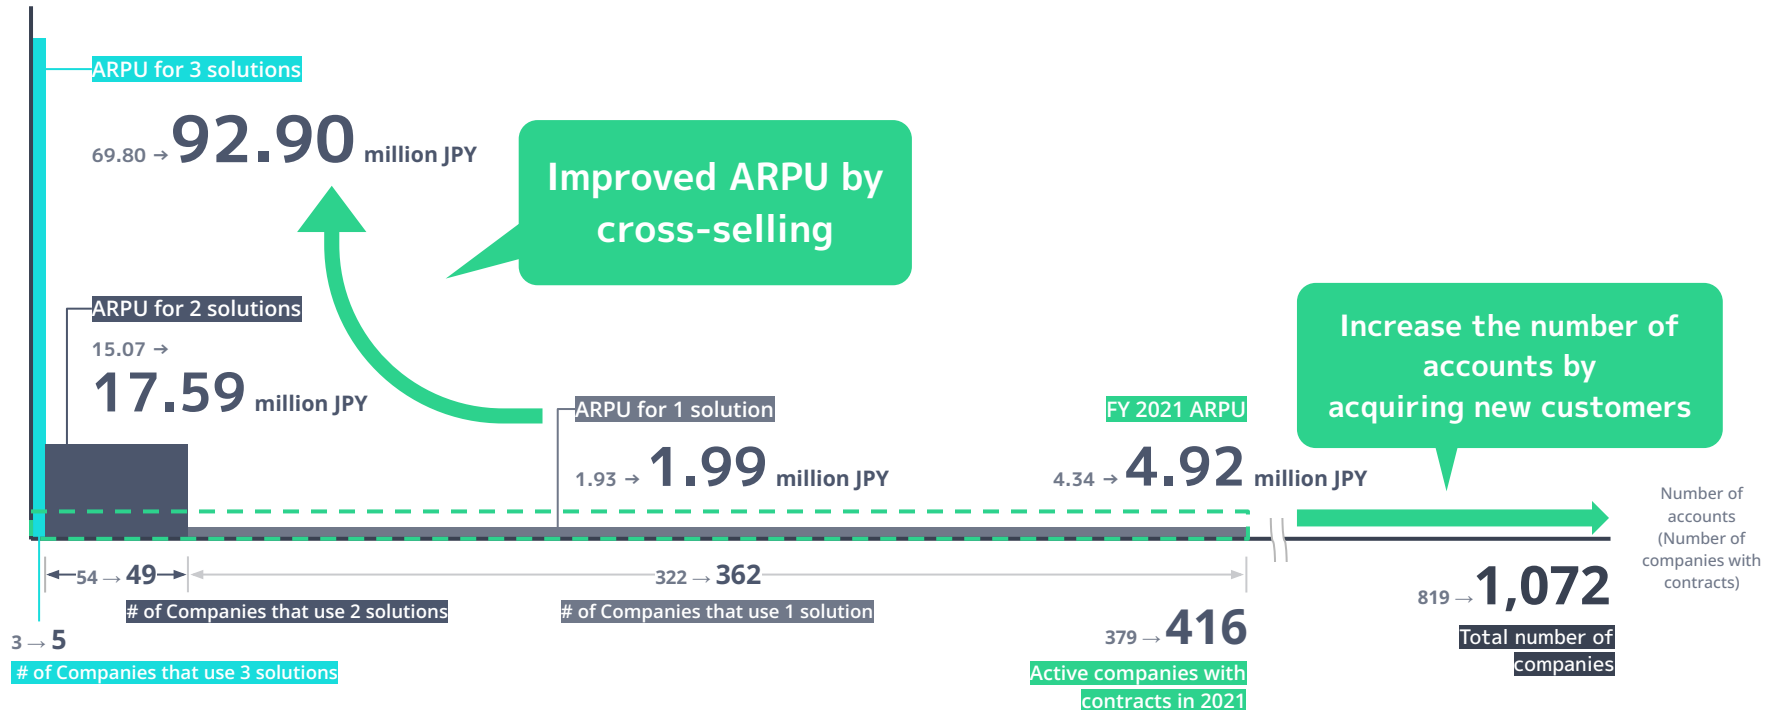 ARPU for 3 solutions
69.80 → 92.90 million JPY
Improved ARPU by
cross-selling
ARPU for 2 solutions
15.07 →
17.59 million JPY
ARPU for 1 solution
1.93 → 1.99 million JPY
FY 2021 ARPU
4.34 → 4.92 million JPY
Increase the number of
accounts by
acquiring new customers
Number of
accounts
(Number of
companies with
contracts)
54 → 49
# of Companies that use 2 solutions
322 → 362
# of Companies that use 1 solution
3 → 5
# of Companies that use 3 solutions
379 → 416
Active companies with
contracts in 2021
819 → 1,072
Total number of
companies